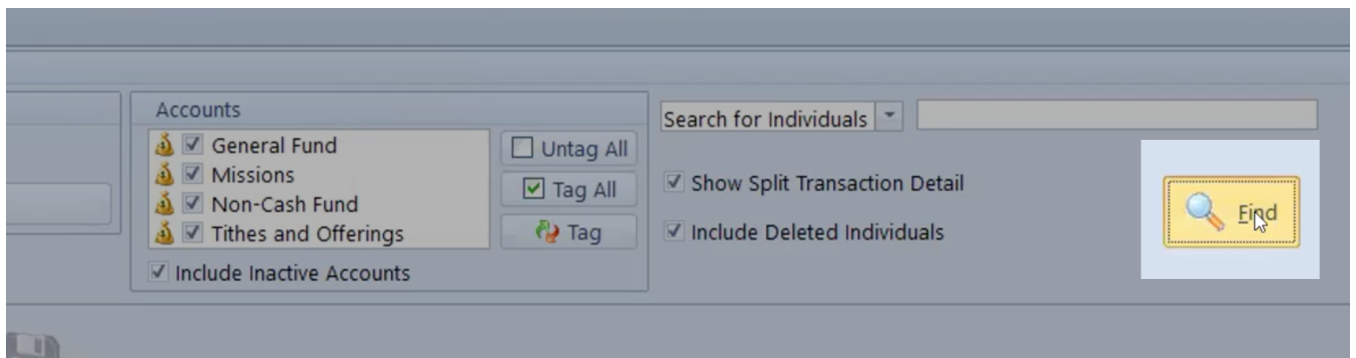 Accounts
General Fund
Missions
Non-Cash Fund
Tithes and Offerings
Include Inactive Accounts
Untag All
Tag All
Tag
Search for Individuals
Show Split Transaction Detail
Include Deleted Individuals
Find